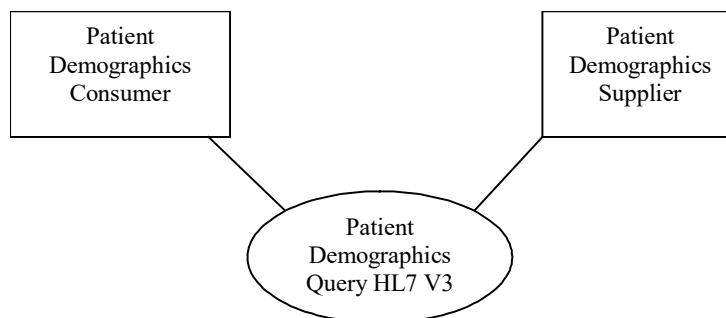 Patient
Demographics
Consumer
Patient
Demographics
Supplier
Patient
Demographics
Query HL7 V3